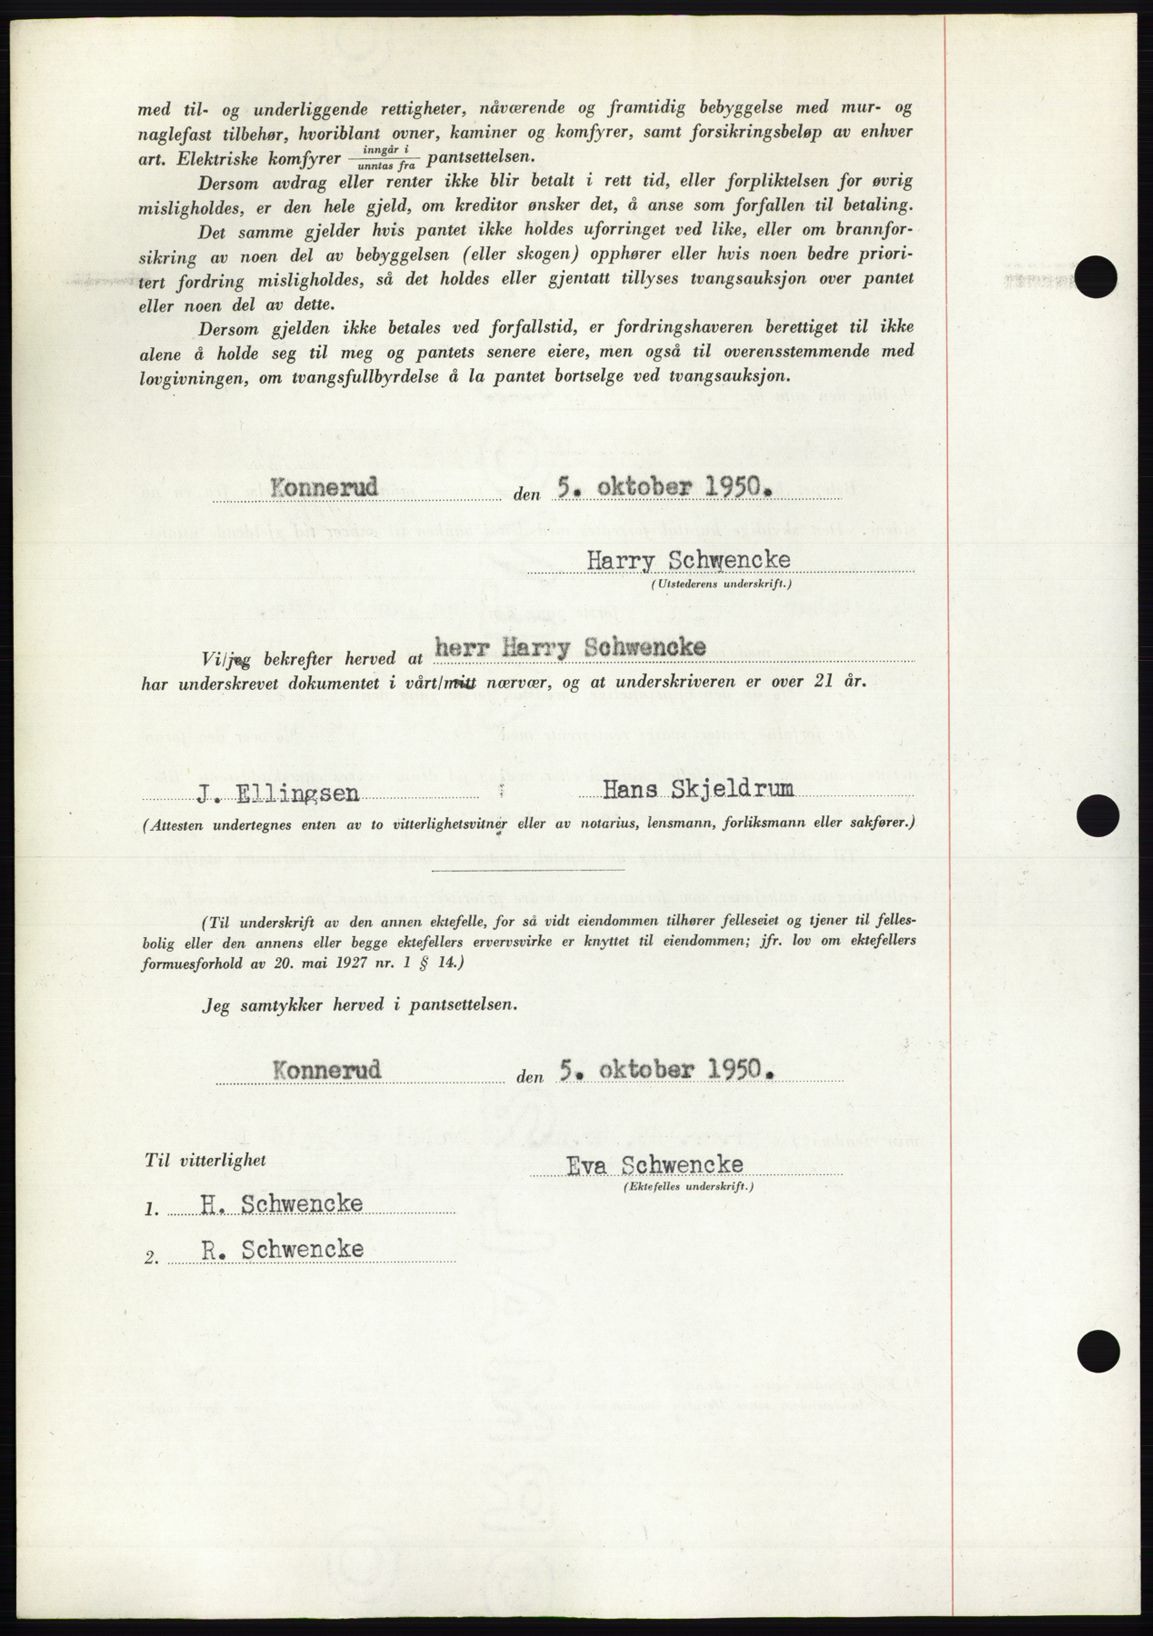 med til- og underliggende rettigheter, nåværende og framtidig bebyggelse med mur- og
naglefast tilbehør, hvoriblant ovner, kaminer og komfyrer, samt forsikringsbeløp av enhver
art. Elektriske komfyrer inngår i / unntas fra pantsettelsen.
Dersom avdrag eller renter ikke blir betalt i rett tid, eller forpliktelsen for øvrig
misligholdes, er den hele gjeld, om kreditor ønsker det, å anse som forfallen til betaling.
Det samme gjelder hvis pantet ikke holdes uforringet ved like, eller om brannfor-
sikring av noen del av bebyggelsen (eller skogen) opphører eller hvis noen bedre priori-
tert fordring misligholdes, så det holdes eller gjentatt tillyses tvangsauksjon over pantet
eller noen del av dette.
Dersom gjelden ikke betales ved forfallstid, er fordringshaveren berettiget til ikke
alene å holde seg til meg og pantets senere eiere, men også til overensstemmende med
lovgivningen, om tvangsfullbyrdelse å la pantet bortselge ved tvangsauksjon.
Konnerud den 5. oktober 1950.
Harry Schwencke
(Utstederens underskrift.)
Vi/jeg bekrefter herved at herr Harry Schwencke
har underskrevet dokumentet i vårt/mitt nærvær, og at underskriveren er over 21 år.
J. Ellingsen Hans Skjeldrum
(Attesten undertegnes enten av to vitterlighetsvitner eller av notarius, lensmann, forliksmann eller sakfører.)
(Til underskrift av den annen ektefelle, for så vidt eiendommen tilhører felleseiet og tjener til felles-
bolig eller den annens eller begge ektefellers ervervsvirke er knyttet til eiendommen; jfr. lov om ektefellers
formuesforhold av 20. mai 1927 nr. 1 § 14.)
Jeg samtykker herved i pantsettelsen.
Konnerud den 5. oktober 1950.
Til vitterlighet
Eva Schwencke
(Ektefelles underskrift.)
1. H. Schwencke
2. R. Schwencke